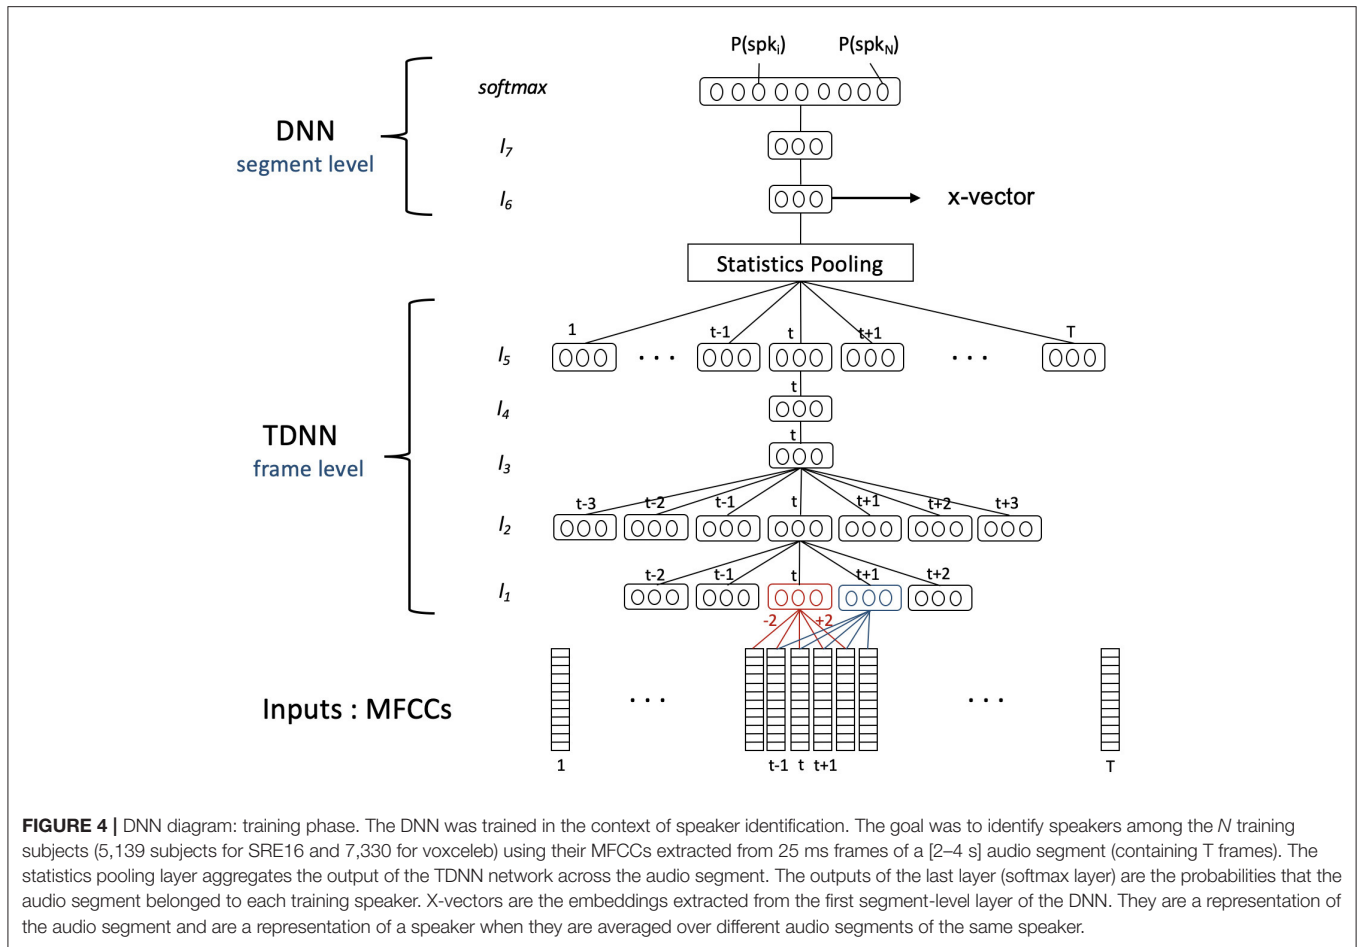 P(spkᵢ) P(spk_N)
softmax
DNN
segment level
l₇
l₆
x-vector
Statistics Pooling
1 t-1 t t+1 T
l₅
t
l₄
TDNN
frame level
t
l₃
t-3 t-2 t-1 t t+1 t+2 t+3
l₂
t-2 t-1 t t+1 t+2
l₁
-2 +2
Inputs : MFCCs
1 t-1 t t+1 T
FIGURE 4 | DNN diagram: training phase. The DNN was trained in the context of speaker identification. The goal was to identify speakers among the N training
subjects (5,139 subjects for SRE16 and 7,330 for voxceleb) using their MFCCs extracted from 25 ms frames of a [2–4 s] audio segment (containing T frames). The
statistics pooling layer aggregates the output of the TDNN network across the audio segment. The outputs of the last layer (softmax layer) are the probabilities that the
audio segment belonged to each training speaker. X-vectors are the embeddings extracted from the first segment-level layer of the DNN. They are a representation of
the audio segment and are a representation of a speaker when they are averaged over different audio segments of the same speaker.